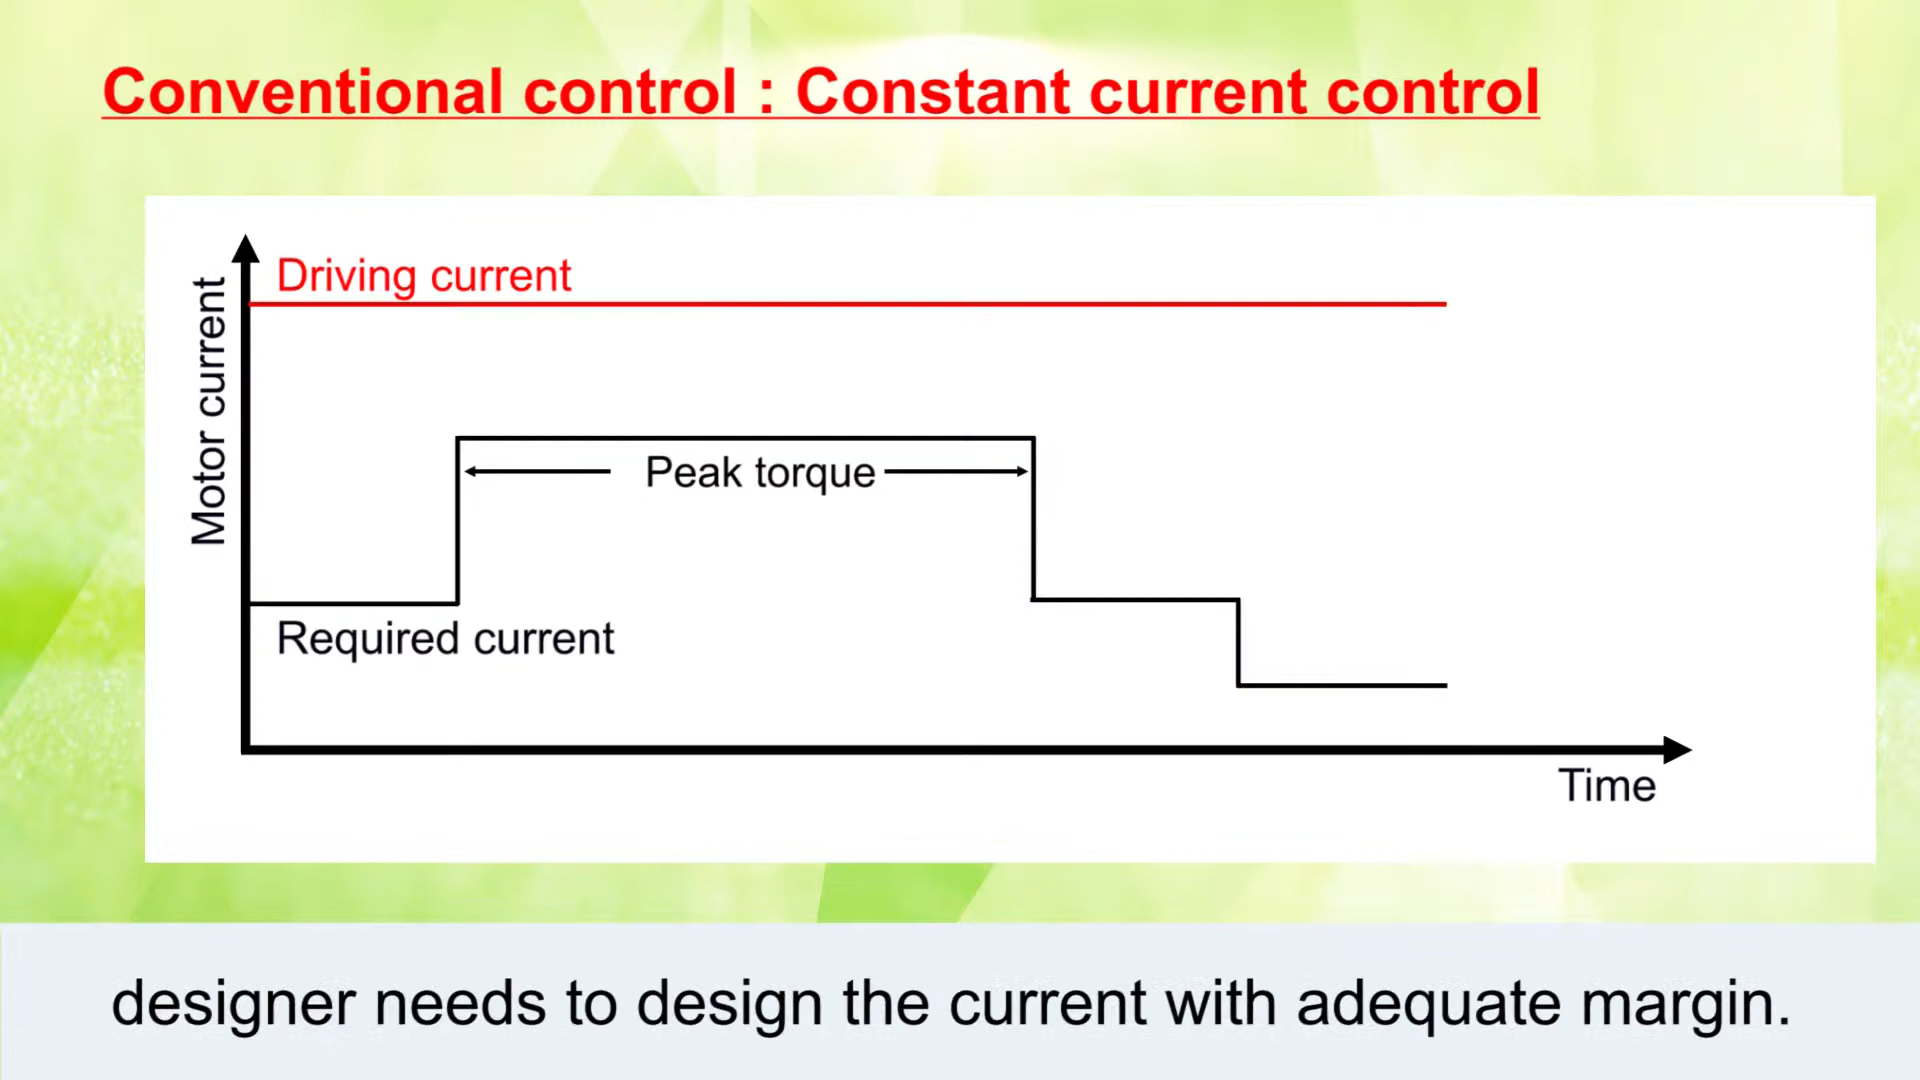 Conventional control : Constant current control
Driving current
Motor current
Peak torque
Required current
Time
designer needs to design the current with adequate margin.